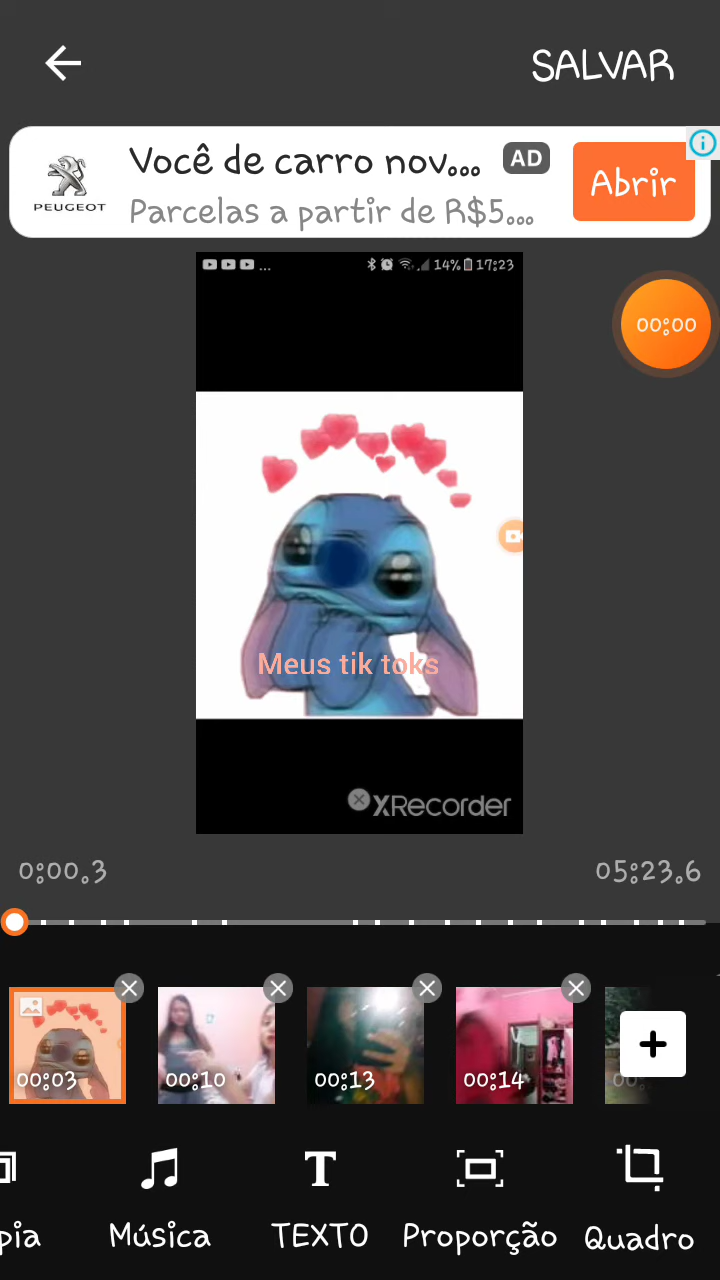 SALVAR
Você de carro nov... AD
PEUGEOT
Parcelas a partir de R$5...
Abrir
... 14% 17:23
00:00
Meus tik toks
XRecorder
0:00.3 05:23.6
00:03 00:10 00:13 00:14 00:
pia Música TEXTO Proporção Quadro